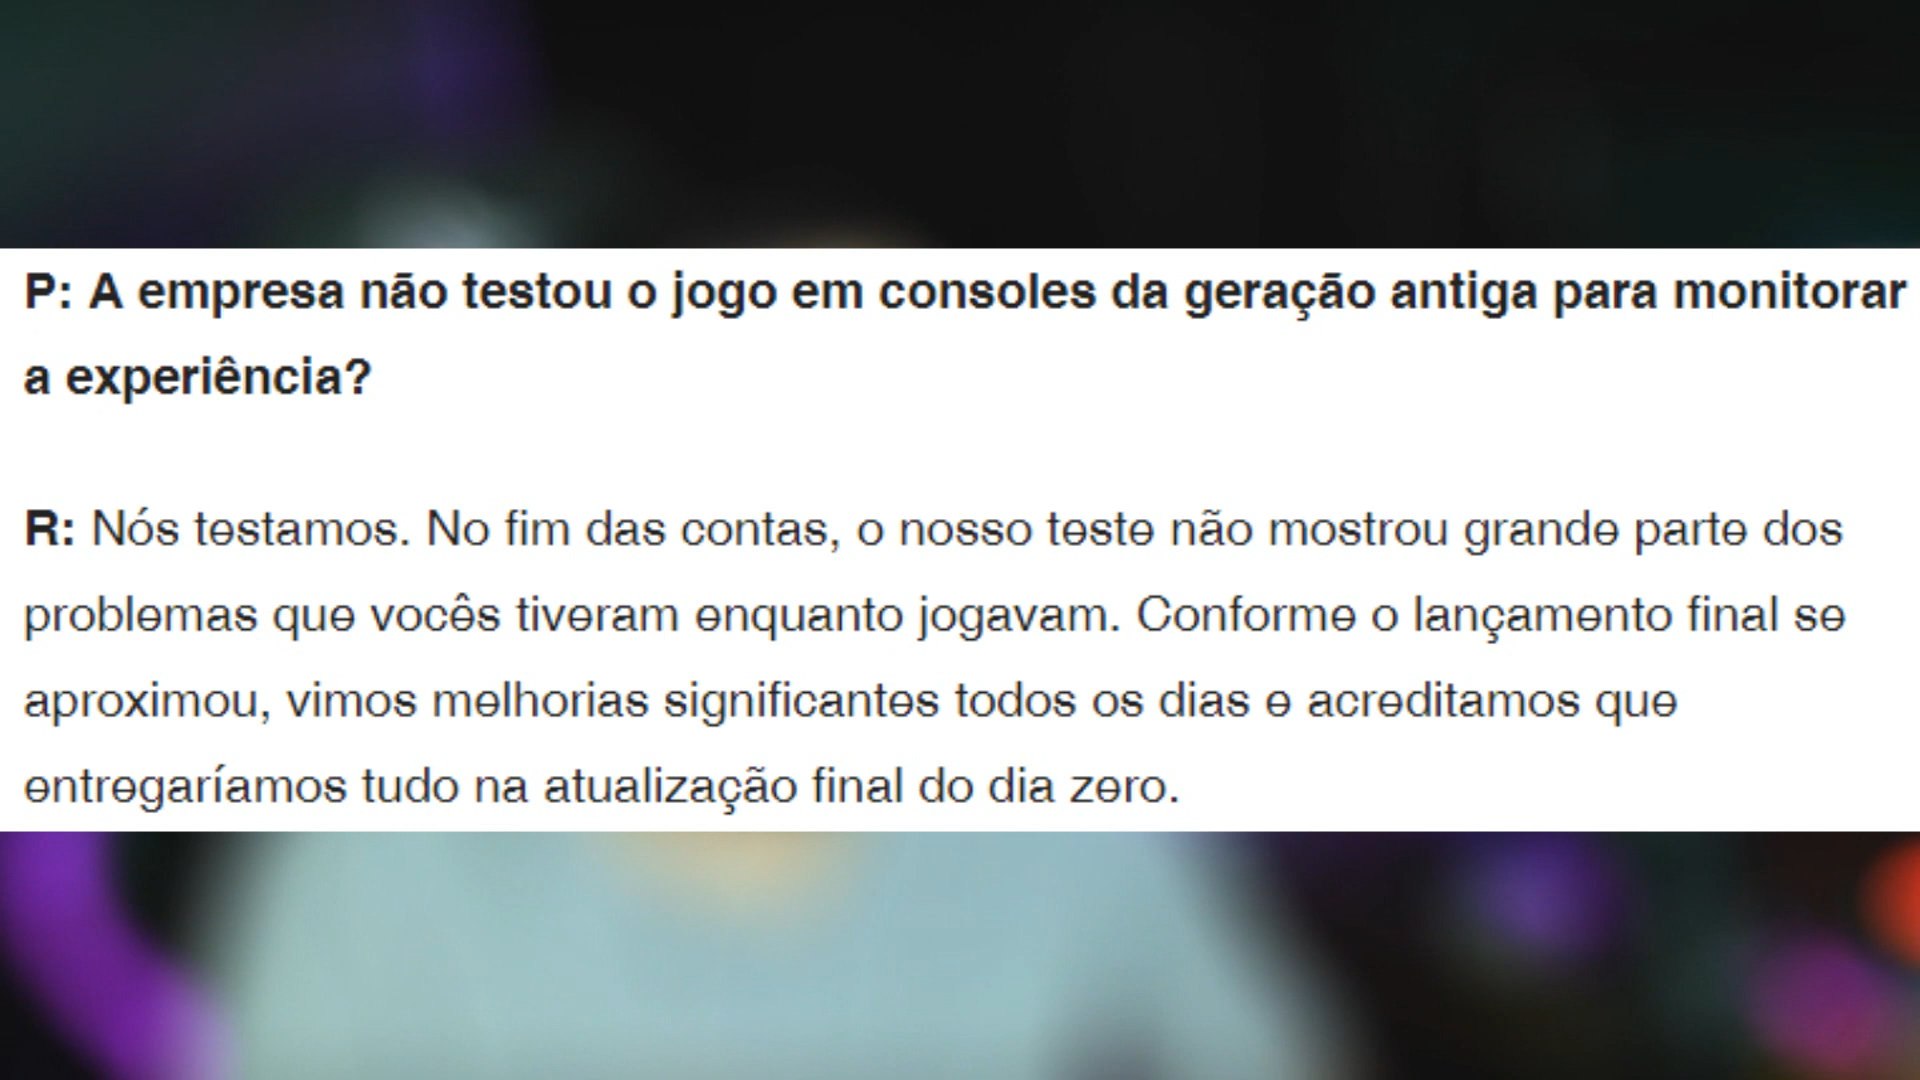 P: A empresa não testou o jogo em consoles da geração antiga para monitorar
a experiência?
R: Nós testamos. No fim das contas, o nosso teste não mostrou grande parte dos
problemas que vocês tiveram enquanto jogavam. Conforme o lançamento final se
aproximou, vimos melhorias significantes todos os dias e acreditamos que
entregaríamos tudo na atualização final do dia zero.